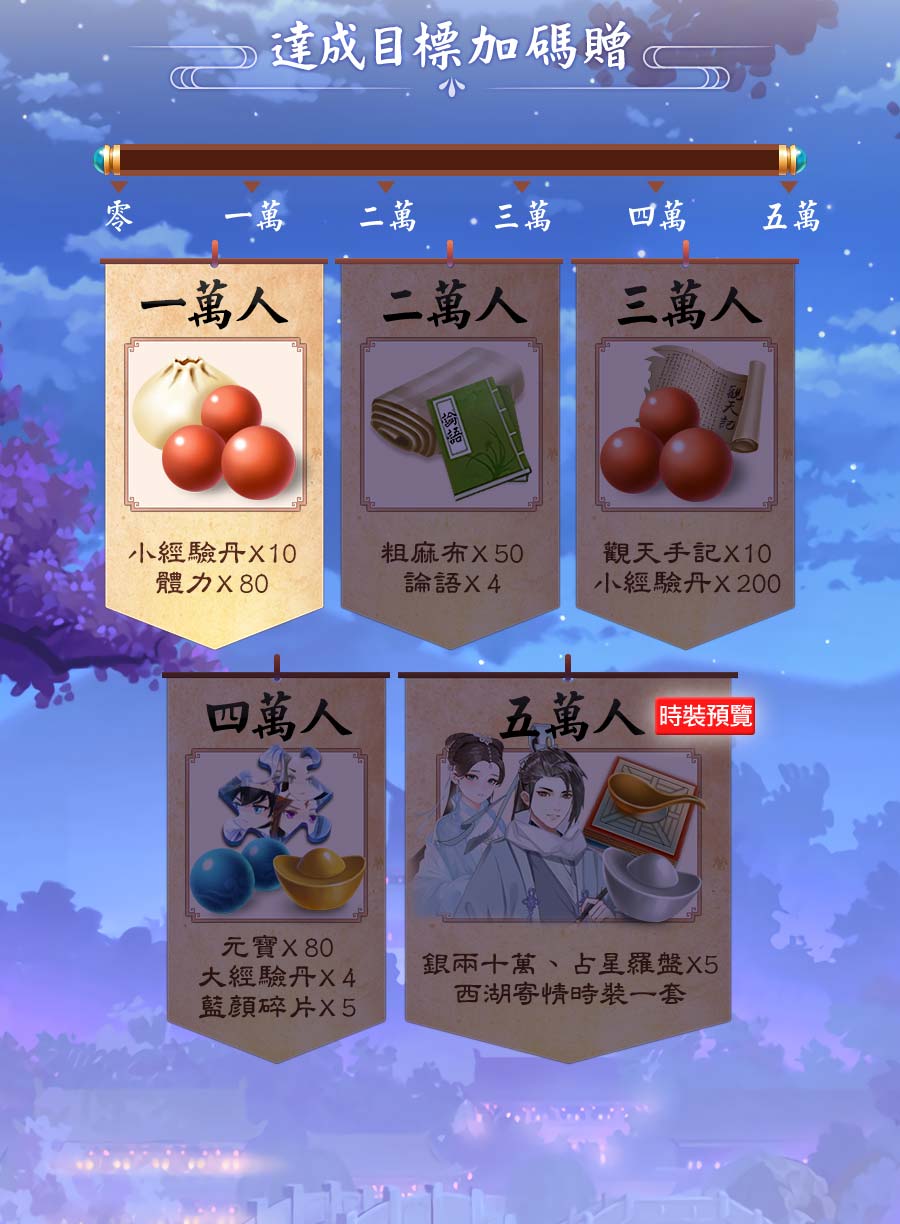 達成目標加碼贈
零 一萬 二萬 三萬 四萬 五萬
一萬人
小經驗丹X10
體力X80
二萬人
論語
粗麻布X50
論語X4
三萬人
觀天記
觀天手記X10
小經驗丹X200
四萬人
元寶X80
大經驗丹X4
藍顏碎片X5
五萬人
時裝預覽
銀兩十萬、占星羅盤X5
西湖寄情時裝一套